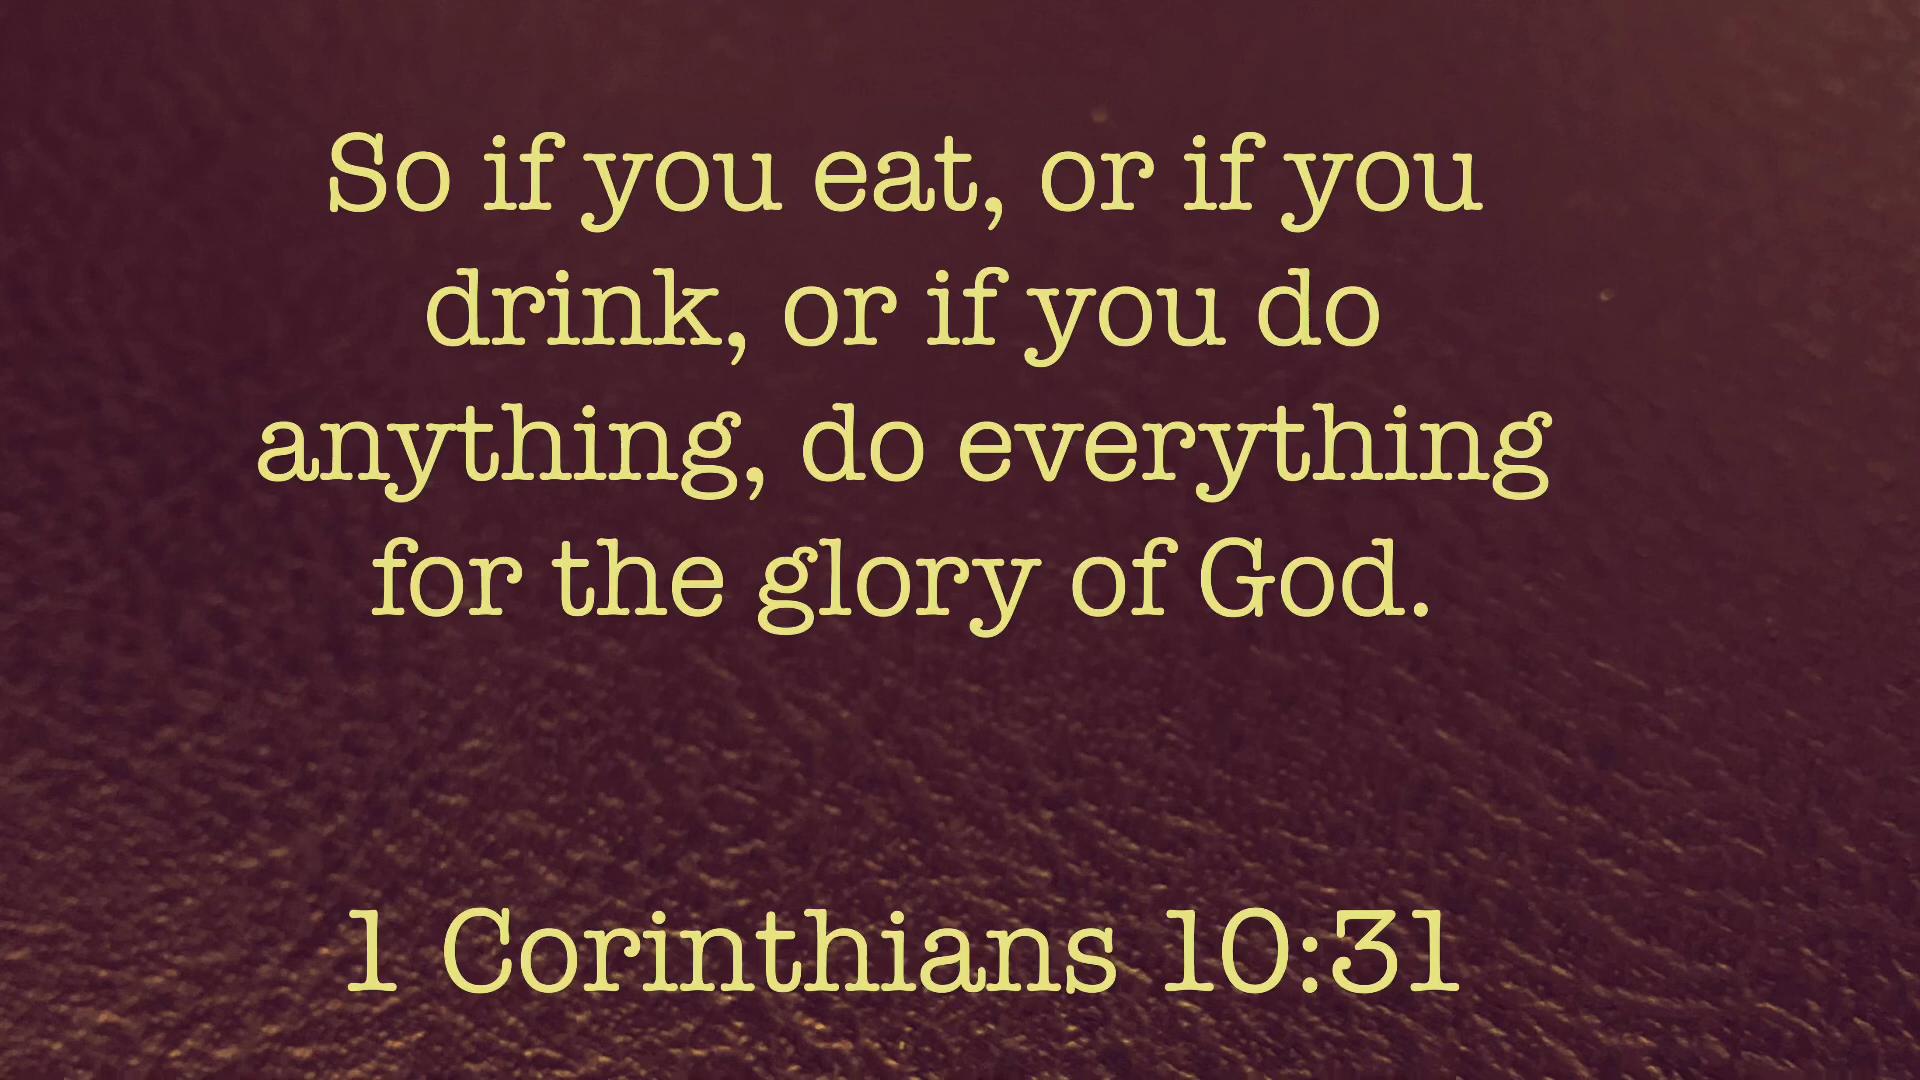 So if you eat, or if you
drink, or if you do
anything, do everything
for the glory of God.
1 Corinthians 10:31